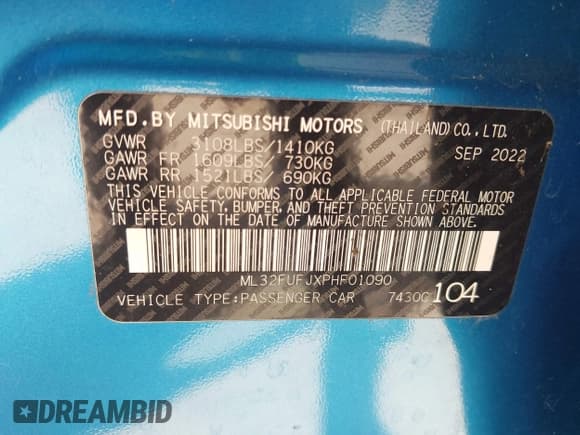 MFD.BY MITSUBISHI MOTORS (THAILAND)CO.,LTD.
GVWR 3108LBS/1410KG SEP 2022
GAWR FR 1609LBS/ 730KG
GAWR RR 1521LBS/ 690KG
THIS VEHICLE CONFORMS TO ALL APPLICABLE FEDERAL MOTOR
VEHICLE SAFETY, BUMPER, AND THEFT PREVENTION STANDARDS
IN EFFECT ON THE DATE OF MANUFACTURE SHOWN ABOVE.
ML32FUFJXPHF01090
VEHICLE TYPE:PASSENGER CAR 7430C 104
DREAMBID